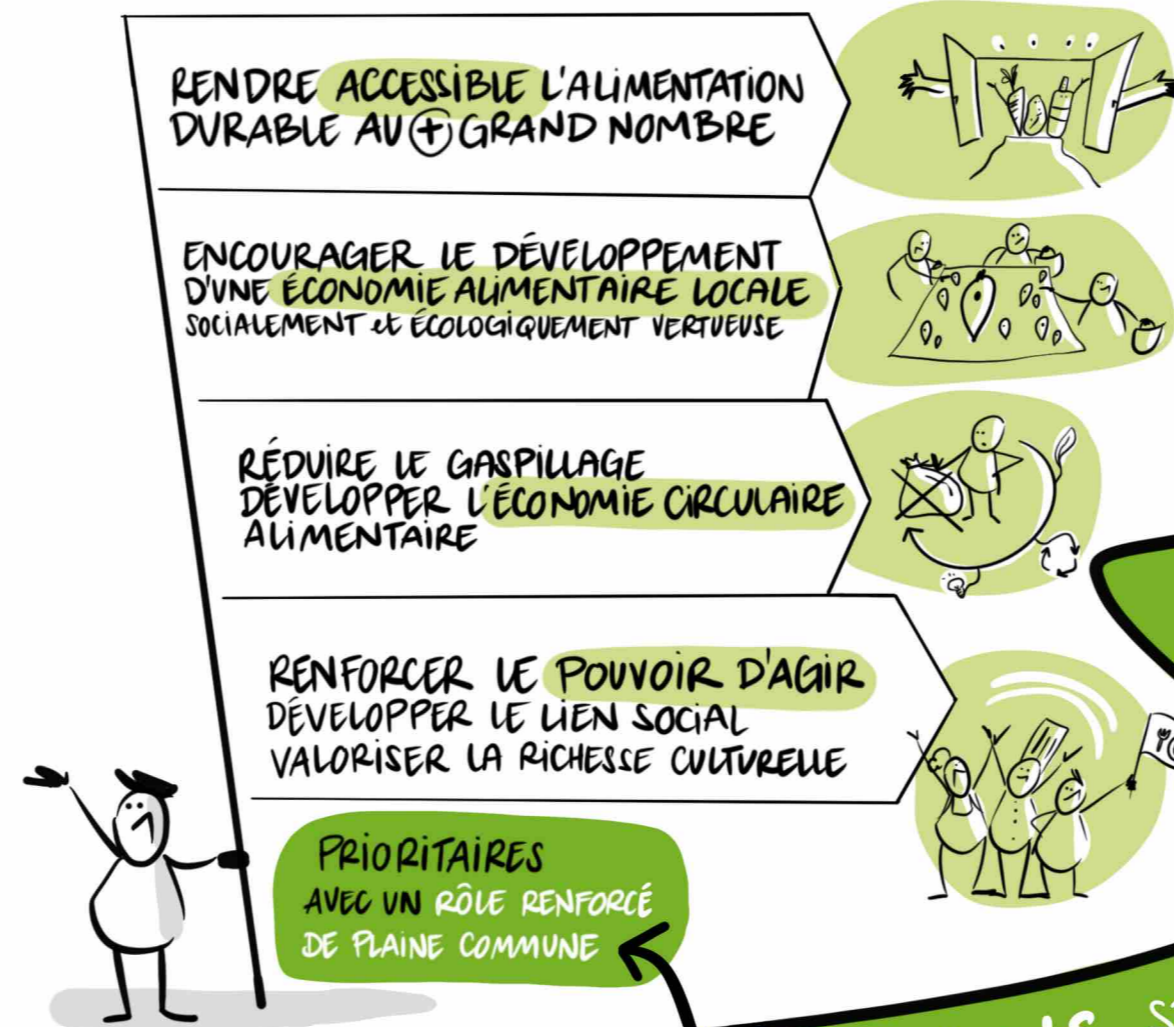 RENDRE ACCESSIBLE L'ALIMENTATION
DURABLE AU + GRAND NOMBRE
ENCOURAGER LE DÉVELOPPEMENT
D'UNE ÉCONOMIE ALIMENTAIRE LOCALE
SOCIALEMENT et ÉCOLOGIQUEMENT VERTUEUSE
RÉDUIRE LE GASPILLAGE
DÉVELOPPER L'ÉCONOMIE CIRCULAIRE
ALIMENTAIRE
RENFORCER LE POUVOIR D'AGIR
DÉVELOPPER LE LIEN SOCIAL
VALORISER LA RICHESSE CULTURELLE
PRIORITAIRES
AVEC UN RÔLE RENFORCÉ
DE PLAINE COMMUNE